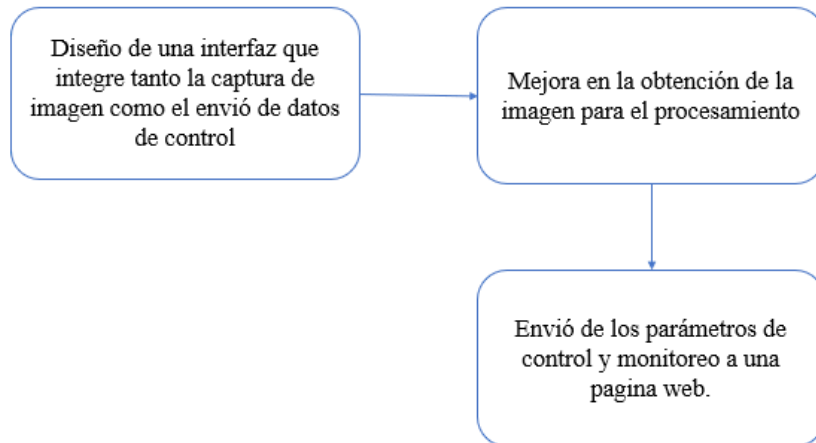 Diseño de una interfaz que
integre tanto la captura de
imagen como el envió de datos
de control
Mejora en la obtención de la
imagen para el procesamiento
Envió de los parámetros de
control y monitoreo a una
pagina web.